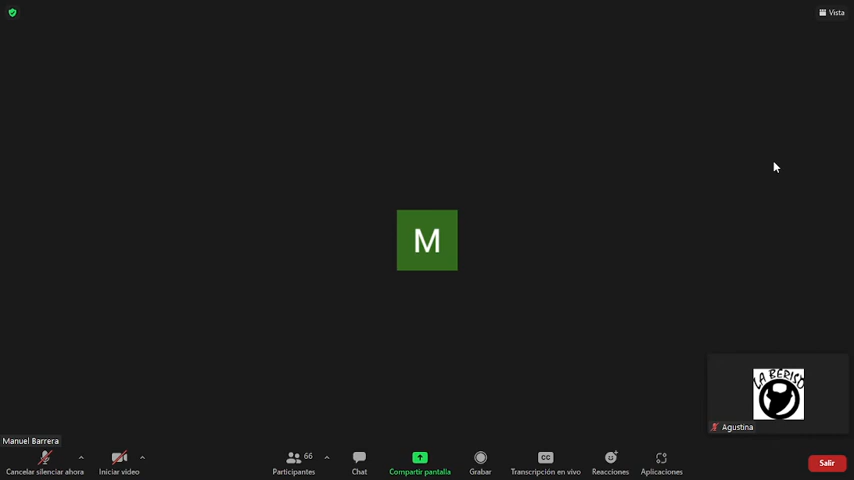 Vista
M
LA BERISO
Agustina
Manuel Barrera
Cancelar silenciar ahora
Iniciar video
66
Participantes
Chat
Compartir pantalla
Grabar
CC
Transcripción en vivo
Reacciones
Aplicaciones
Salir